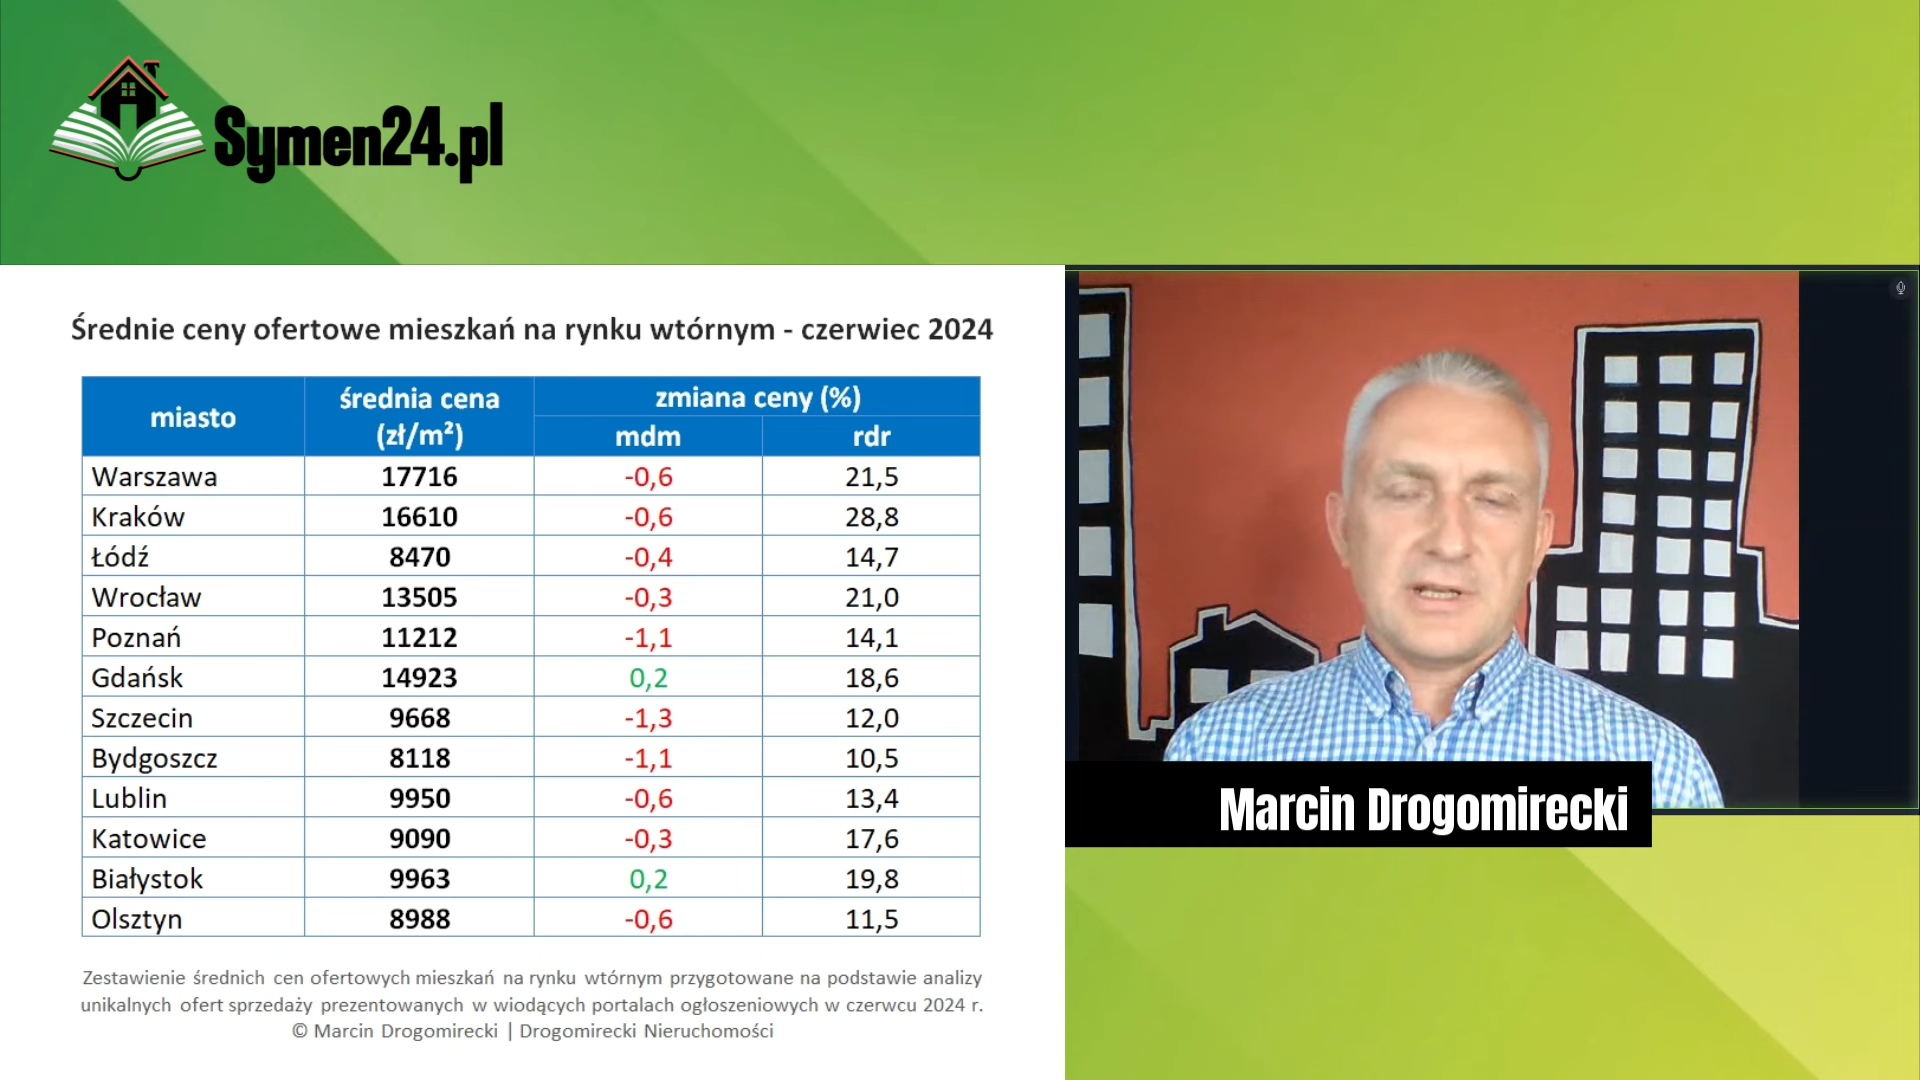 Symen24.pl
Średnie ceny ofertowe mieszkań na rynku wtórnym - czerwiec 2024
miasto średnia cena (zł/m²) zmiana ceny (%)
mdm rdr
Warszawa 17716 -0,6 21,5
Kraków 16610 -0,6 28,8
Łódź 8470 -0,4 14,7
Wrocław 13505 -0,3 21,0
Poznań 11212 -1,1 14,1
Gdańsk 14923 0,2 18,6
Szczecin 9668 -1,3 12,0
Bydgoszcz 8118 -1,1 10,5
Lublin 9950 -0,6 13,4
Katowice 9090 -0,3 17,6
Białystok 9963 0,2 19,8
Olsztyn 8988 -0,6 11,5
Zestawienie średnich cen ofertowych mieszkań na rynku wtórnym przygotowane na podstawie analizy
unikalnych ofert sprzedaży prezentowanych w wiodących portalach ogłoszeniowych w czerwcu 2024 r.
© Marcin Drogomirecki | Drogomirecki Nieruchomości
Marcin Drogomirecki